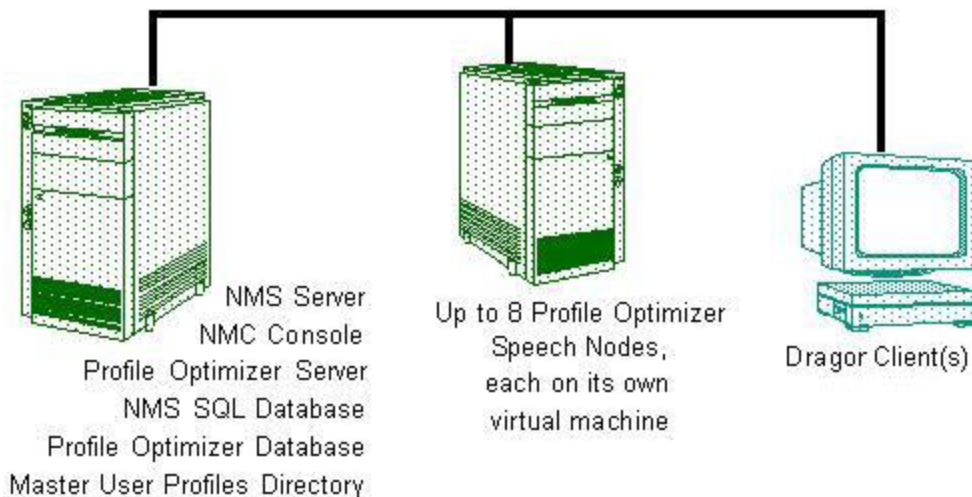 NMS Server
NMC Console
Profile Optimizer Server
NMS SQL Database
Profile Optimizer Database
Master User Profiles Directory
Up to 8 Profile Optimizer
Speech Nodes,
each on its own
virtual machine
Dragor Client(s)